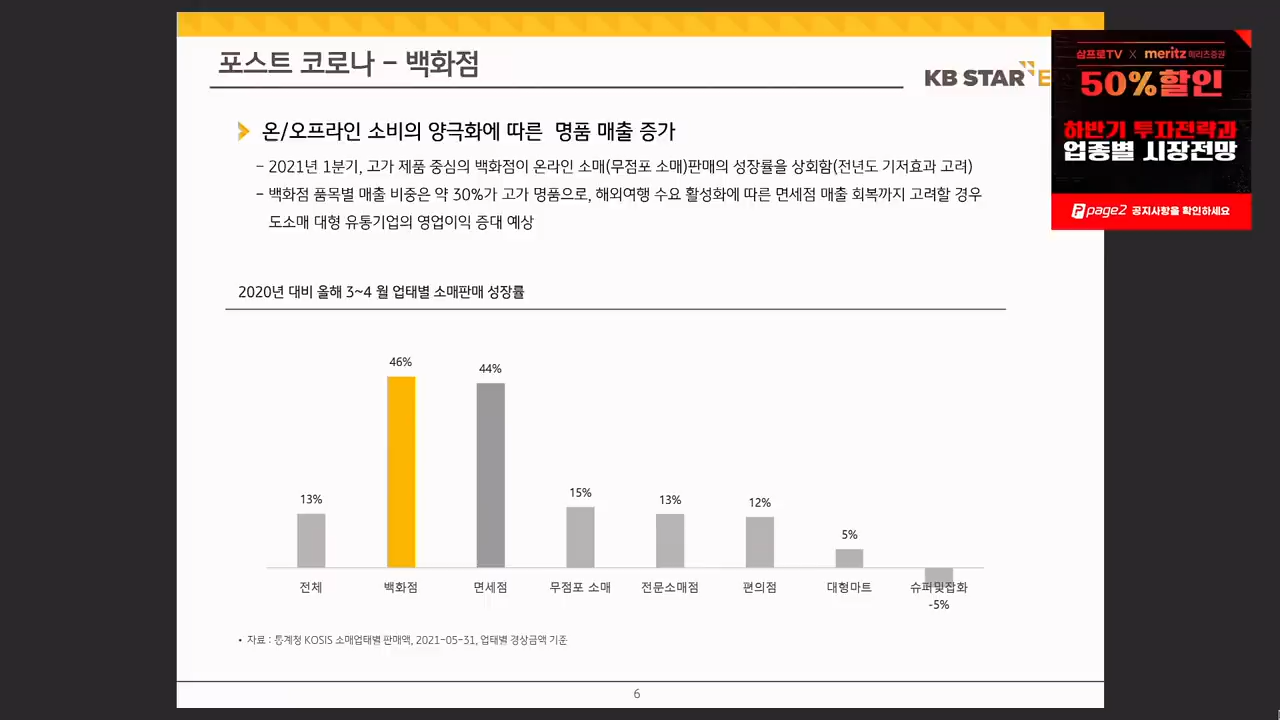 포스트 코로나 - 백화점
KB STAR
삼프로TV X meritz 메리츠증권
50%할인
하반기 투자전략과
업종별 시장전망
page2 공지사항을 확인하세요
온/오프라인 소비의 양극화에 따른 명품 매출 증가
- 2021년 1분기, 고가 제품 중심의 백화점이 온라인 소매(무점포 소매)판매의 성장률을 상회함(전년도 기저효과 고려)
- 백화점 품목별 매출 비중은 약 30%가 고가 명품으로, 해외여행 수요 활성화에 따른 면세점 매출 회복까지 고려할 경우
도소매 대형 유통기업의 영업이익 증대 예상
2020년 대비 올해 3~4 월 업태별 소매판매 성장률
13% 46% 44% 15% 13% 12% 5%
전체 백화점 면세점 무점포 소매 전문소매점 편의점 대형마트 슈퍼및잡화
-5%
• 자료 : 통계청 KOSIS 소매업태별 판매액, 2021-05-31, 업태별 경상금액 기준
6